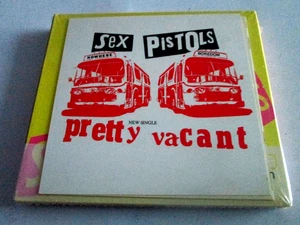 SeX PiSTOLS
NOWHERE
BOREDOM
NEW SINGLE
pretty vacant